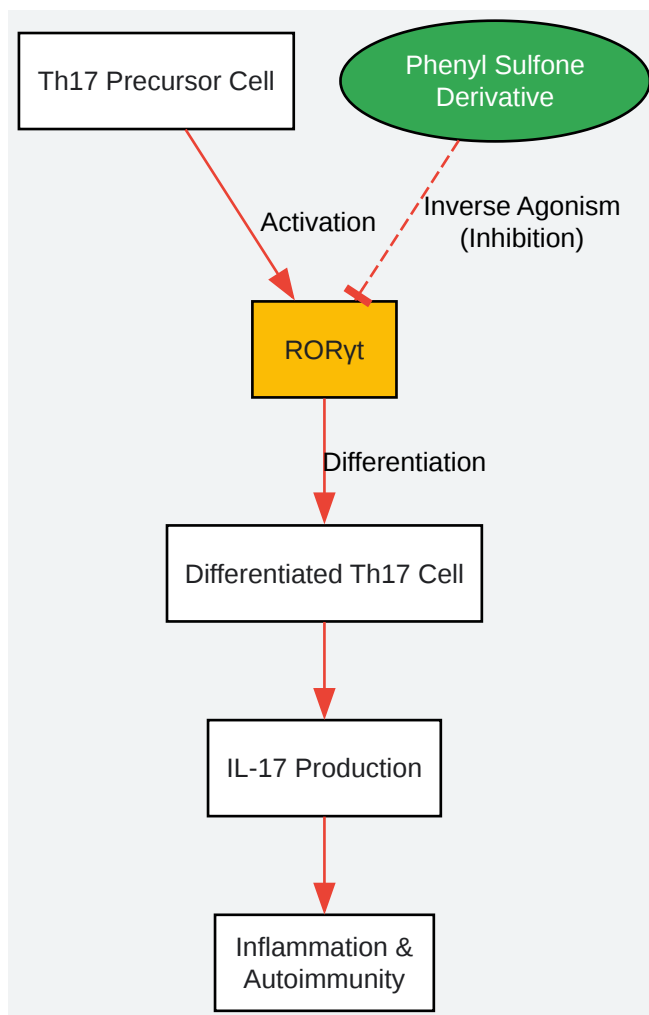 Th17 Precursor Cell
Phenyl Sulfone
Derivative
Activation
Inverse Agonism
(Inhibition)
RORγt
Differentiation
Differentiated Th17 Cell
IL-17 Production
Inflammation &
Autoimmunity